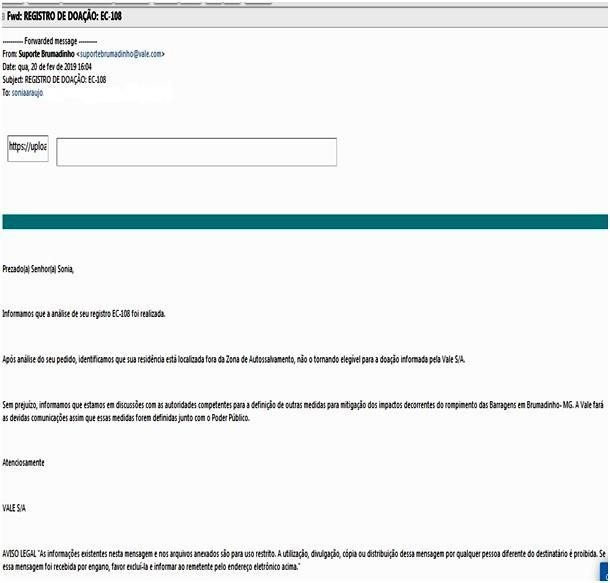 Fwd: REGISTRO DE DOAÇÃO: EC-108
---------- Forwarded message ---------
From: Suporte Brumadinho <suportebrumadinho@vale.com>
Date: qua, 20 de fev de 2019 16:04
Subject: REGISTRO DE DOAÇÃO: EC-108
To: soniaaraujo
https://uploa
Prezado(a) Senhor(a) Sonia,
Informamos que a análise de seu registro EC-108 foi realizada.
Após análise do seu pedido, identificamos que sua residência está localizada fora da Zona de Autossalvamento, não o tornando elegível para a doação informada pela Vale S/A.
Sem prejuízo, informamos que estamos em discussões com as autoridades competentes para a definição de outras medidas para mitigação dos impactos decorrentes do rompimento das Barragens em Brumadinho- MG. A Vale fará
as devidas comunicações assim que essas medidas forem definidas junto com o Poder Público.
Atenciosamente
VALE S/A
AVISO LEGAL "As informações existentes nesta mensagem e nos arquivos anexados são para uso restrito. A utilização, divulgação, cópia ou distribuição dessa mensagem por qualquer pessoa diferente do destinatário é proibida. Se
essa mensagem foi recebida por engano, favor excluí-la e informar ao remetente pelo endereço eletrônico acima."